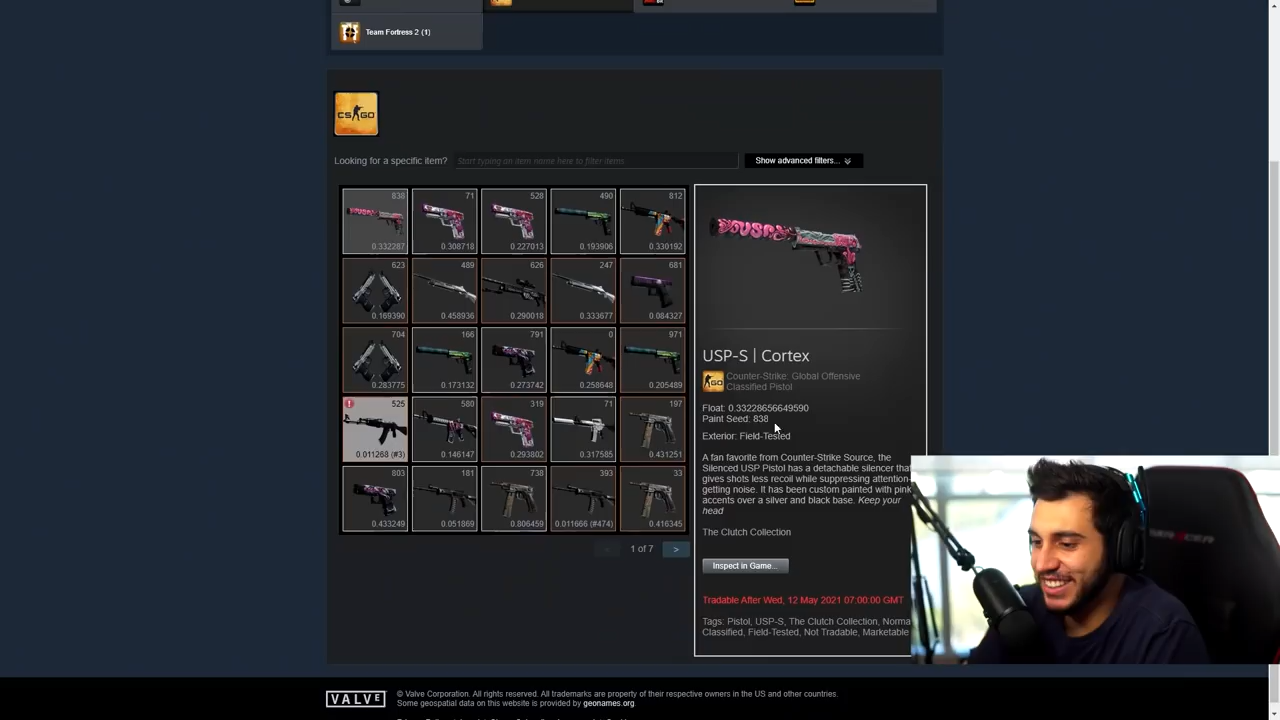 Team Fortress 2 (1)
CS GO
Looking for a specific item?
Start typing an item name here to filter items
Show advanced filters...
838
0.332287
71
0.308718
528
0.227013
490
0.193906
812
0.330192
623
0.169390
489
0.458936
626
0.290018
247
0.333677
681
0.084327
704
0.283775
166
0.173132
791
0.273742
0
0.258648
971
0.205489
525
0.011268 (#3)
580
0.146147
319
0.293802
71
0.317585
197
0.431251
803
0.433249
181
0.051869
738
0.806459
393
0.011666 (#474)
33
0.416345
<
1 of 7
>
USP-S | Cortex
Counter-Strike: Global Offensive
Classified Pistol
Float: 0.33228656649590
Paint Seed: 838
Exterior: Field-Tested
A fan favorite from Counter-Strike Source, the
Silenced USP Pistol has a detachable silencer that
gives shots less recoil while suppressing attention-
getting noise. It has been custom painted with pink
accents over a silver and black base. Keep your
head
The Clutch Collection
Inspect in Game...
Tradable After Wed, 12 May 2021 07:00:00 GMT
Tags: Pistol, USP-S, The Clutch Collection, Norma
Classified, Field-Tested, Not Tradable, Marketable
VALVE
© Valve Corporation. All rights reserved. All trademarks are property of their respective owners in the US and other countries.
Some geospatial data on this website is provided by geonames.org.